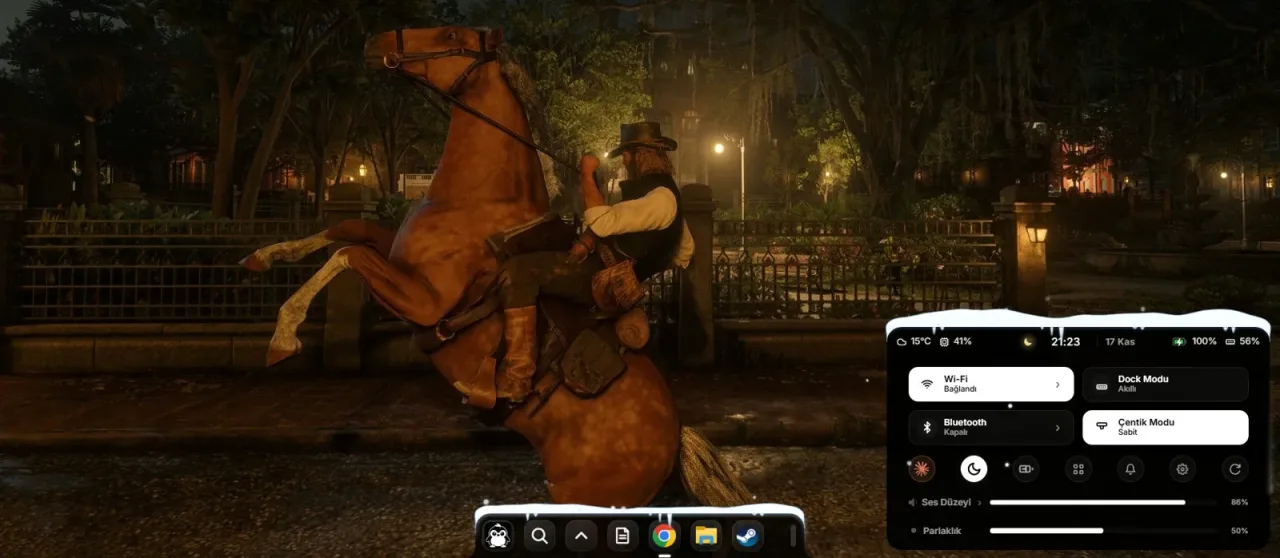 15°C 41% 21:23 17 Kas 100% 56%
Wi-Fi
Bağlandı
Dock Modu
Akıllı
Bluetooth
Kapalı
Çentik Modu
Sabit
Ses Düzeyi 86%
Parlaklık 50%